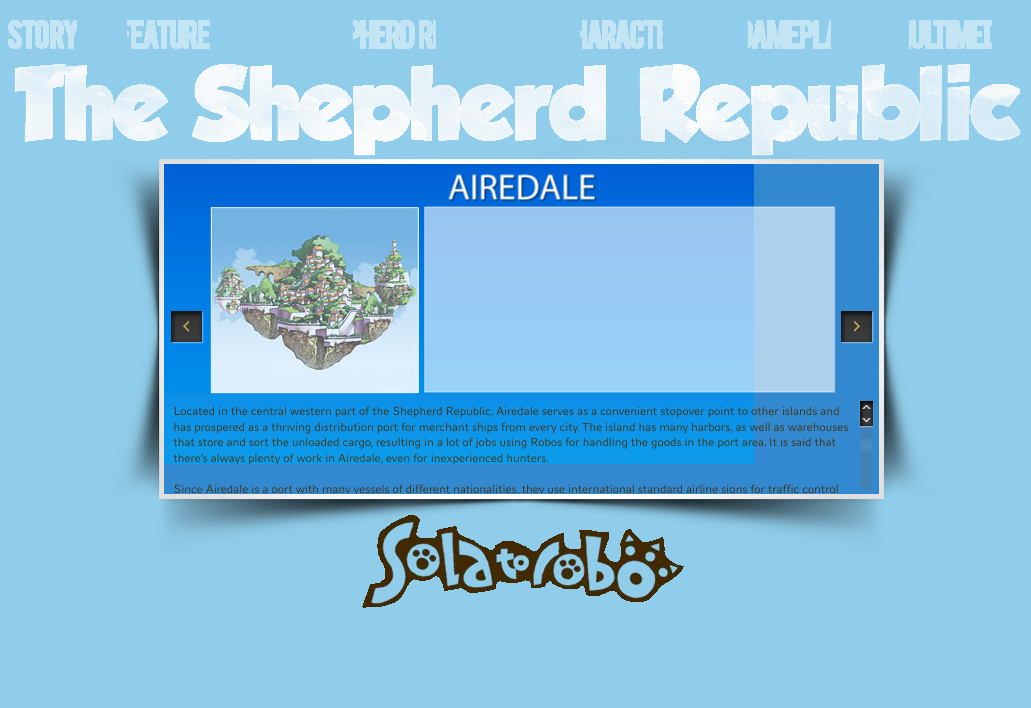 STORY
The Shepherd Republic
AIREDALE
Located in the central western part of the Shepherd Republic, Airedale serves as a convenient stopover point to other islands and
has prospered as a thriving distribution port for merchant ships from every city. The island has many harbors, as well as warehouses
that store and sort the unloaded cargo, resulting in a lot of jobs using Robos for handling the goods in the port area. It is said that
there's always plenty of work in Airedale, even for inexperienced hunters.
Since Airedale is a port with many vessels of different nationalities, they use international standard airline signs for traffic control
Solatorobo